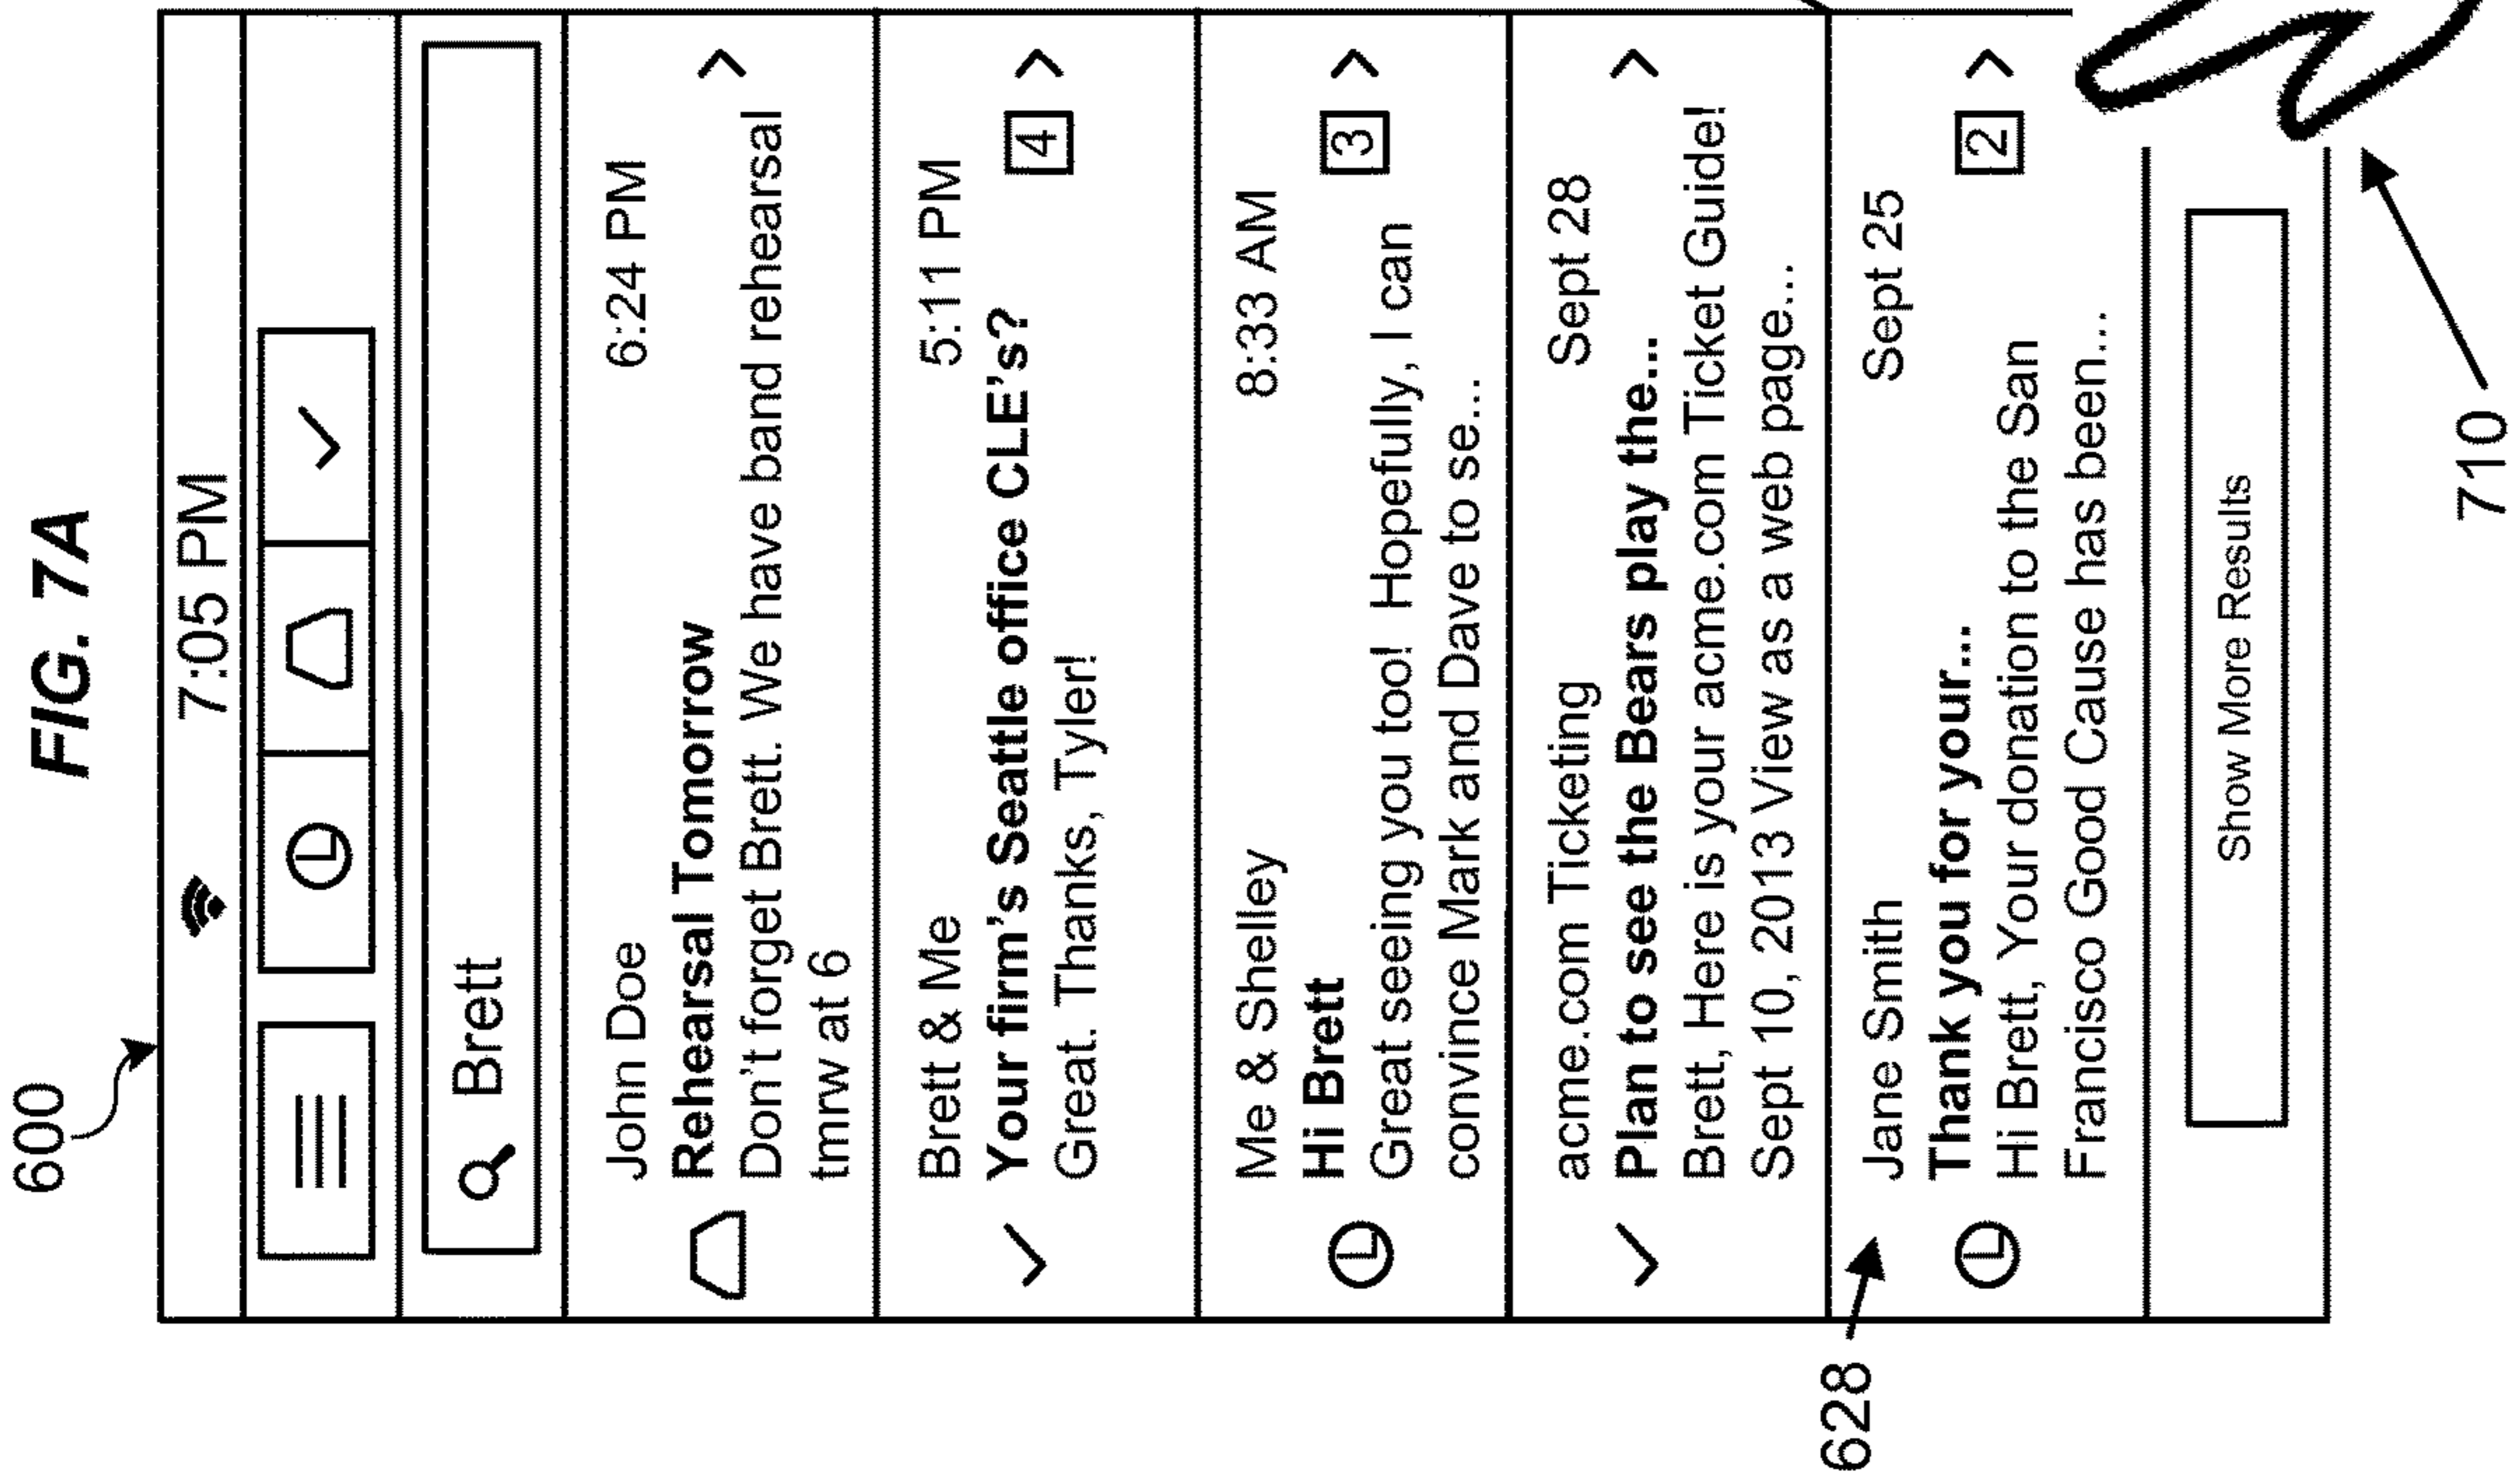 FIG. 7A
600
7:05 PM
Brett
John Doe 6:24 PM
Rehearsal Tomorrow
Don't forget Brett. We have band rehearsal
tmrw at 6
Brett & Me 5:11 PM
Your firm's Seattle office CLE's? 4
Great. Thanks, Tyler!
Me & Shelley 8:33 AM
Hi Brett 3
Great seeing you too! Hopefully, I can
convince Mark and Dave to se...
acme.com Ticketing Sept 28
Plan to see the Bears play the...
Brett, Here is your acme.com Ticket Guide!
Sept 10, 2013 View as a web page...
628
Jane Smith Sept 25
Thank you for your... 2
Hi Brett, Your donation to the San
Francisco Good Cause has been...
Show More Results
710